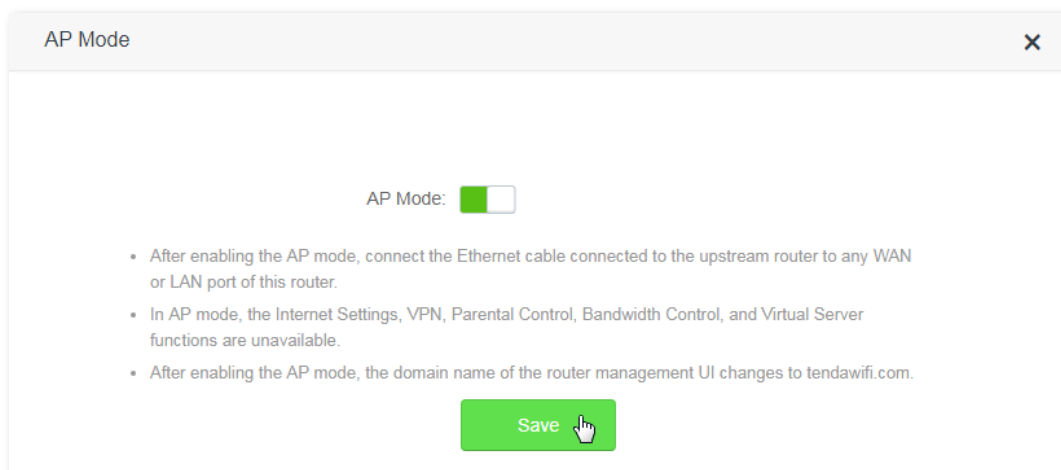 AP Mode
AP Mode:
After enabling the AP mode, connect the Ethernet cable connected to the upstream router to any WAN
or LAN port of this router.
In AP mode, the Internet Settings, VPN, Parental Control, Bandwidth Control, and Virtual Server
functions are unavailable.
After enabling the AP mode, the domain name of the router management UI changes to tendawifi.com.
Save